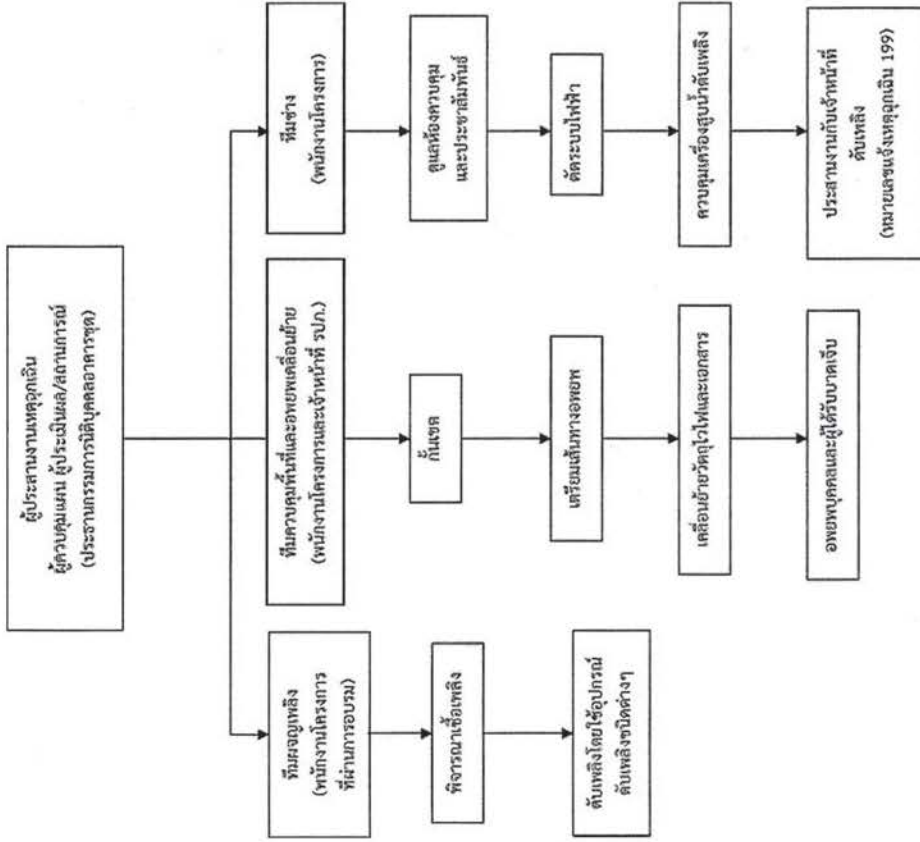 ผู้ประสานงานเหตุฉุกเฉิน
ผู้ควบคุมแผน ผู้ประเมินผล/สถานการณ์
(ประธานกรรมการนิติบุคคลอาคารชุด)
ทีมผจญเพลิง
(พนักงานโครงการ
ที่ผ่านการอบรม)
พิจารณาเชื้อเพลิง
ดับเพลิงโดยใช้อุปกรณ์
ดับเพลิงชนิดต่างๆ
ทีมควบคุมพื้นที่และอพยพเคลื่อนย้าย
(พนักงานโครงการและเจ้าหน้าที่ รปภ.)
กั้นเขต
เตรียมเส้นทางอพยพ
เคลื่อนย้ายวัตถุไวไฟและเอกสาร
อพยพบุคคลและผู้ได้รับบาดเจ็บ
ทีมช่าง
(พนักงานโครงการ)
ดูแลห้องควบคุม
และประชาสัมพันธ์
ตัดระบบไฟฟ้า
ควบคุมเครื่องสูบน้ำดับเพลิง
ประสานงานกับเจ้าหน้าที่
ดับเพลิง
(หมายเลขแจ้งเหตุฉุกเฉิน 199)